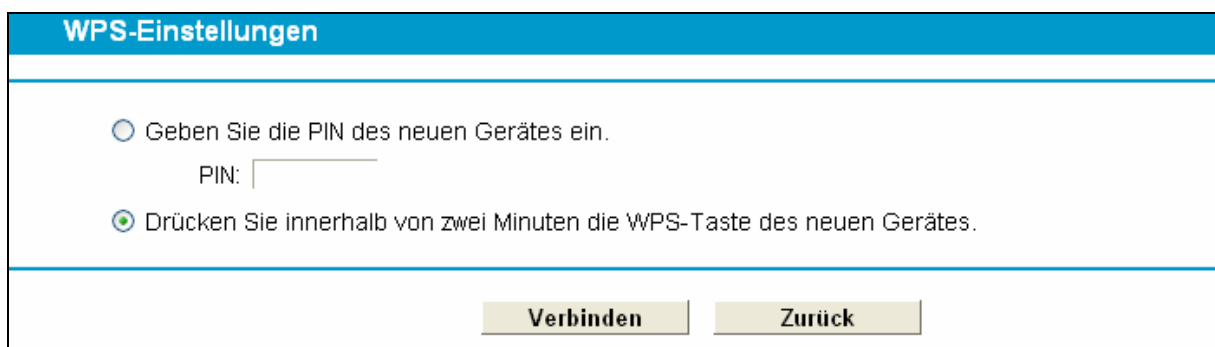 WPS-Einstellungen
Geben Sie die PIN des neuen Gerätes ein.
PIN:
Drücken Sie innerhalb von zwei Minuten die WPS-Taste des neuen Gerätes.
Verbinden Zurück